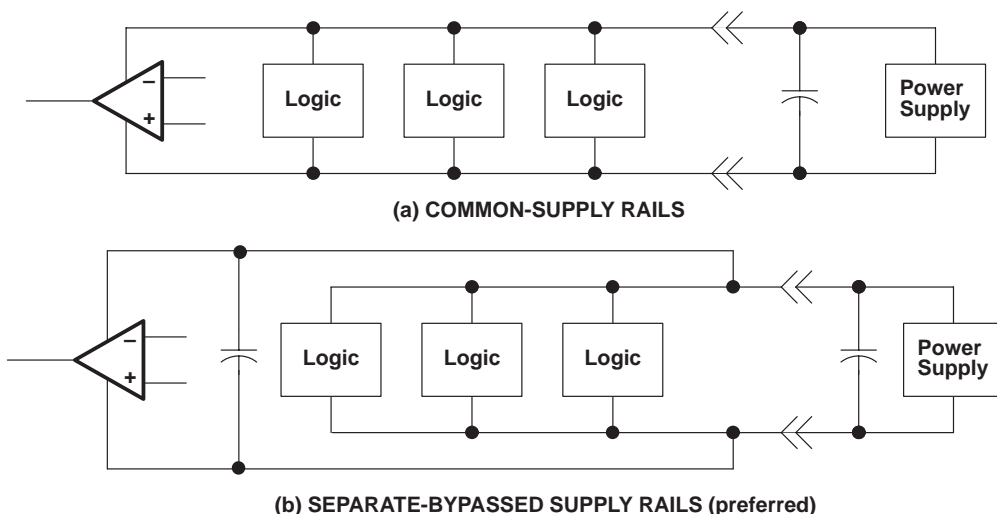 −
+
Logic
Logic
Logic
Power
Supply
(a) COMMON-SUPPLY RAILS
−
+
Logic
Logic
Logic
Power
Supply
(b) SEPARATE-BYPASSED SUPPLY RAILS (preferred)